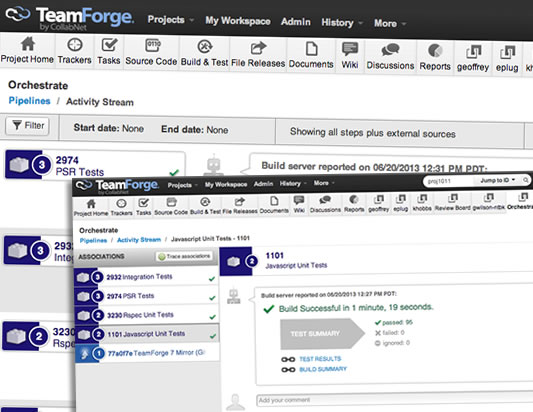 TeamForge®
by CollabNet
Projects My Workspace Admin History More
Project Home Trackers Tasks Source Code Build & Test File Releases Documents Wiki Discussions Reports geoffrey eplug
Orchestrate
Pipelines / Activity Stream
Filter Start date: None End date: None Showing all steps plus external sources
3 2974
PSR Tests
Build server reported on 06/20/2013 12:31 PM PDT:
3 2932
Integ
2 3230
Rspe
2
TeamForge
by CollabNet
Projects My Workspace Admin History More proj1011 Jump to ID
Project Home Trackers Tasks Source Code Build & Test File Releases Documents Wiki Discussions Reports geoffrey eplug khobbs Review Board gwilson-ntbk Orchestra
Orchestrate
Pipelines / Activity Stream / Javascript Unit Tests - 1101
ASSOCIATIONS Trace associations
3 2932 Integration Tests
3 2974 PSR Tests
2 3230 Rspec Unit Tests
2 1101 Javascript Unit Tests
1 77a0f7e TeamForge 7 Mirror (Gi
2 1101
Javascript Unit Tests
Build server reported on 06/20/2013 12:27 PM PDT:
Build Successful in 1 minute, 19 seconds.
TEST SUMMARY
passed: 95
failed: 0
ignored: 0
TEST RESULTS
BUILD SUMMARY
Add your comment